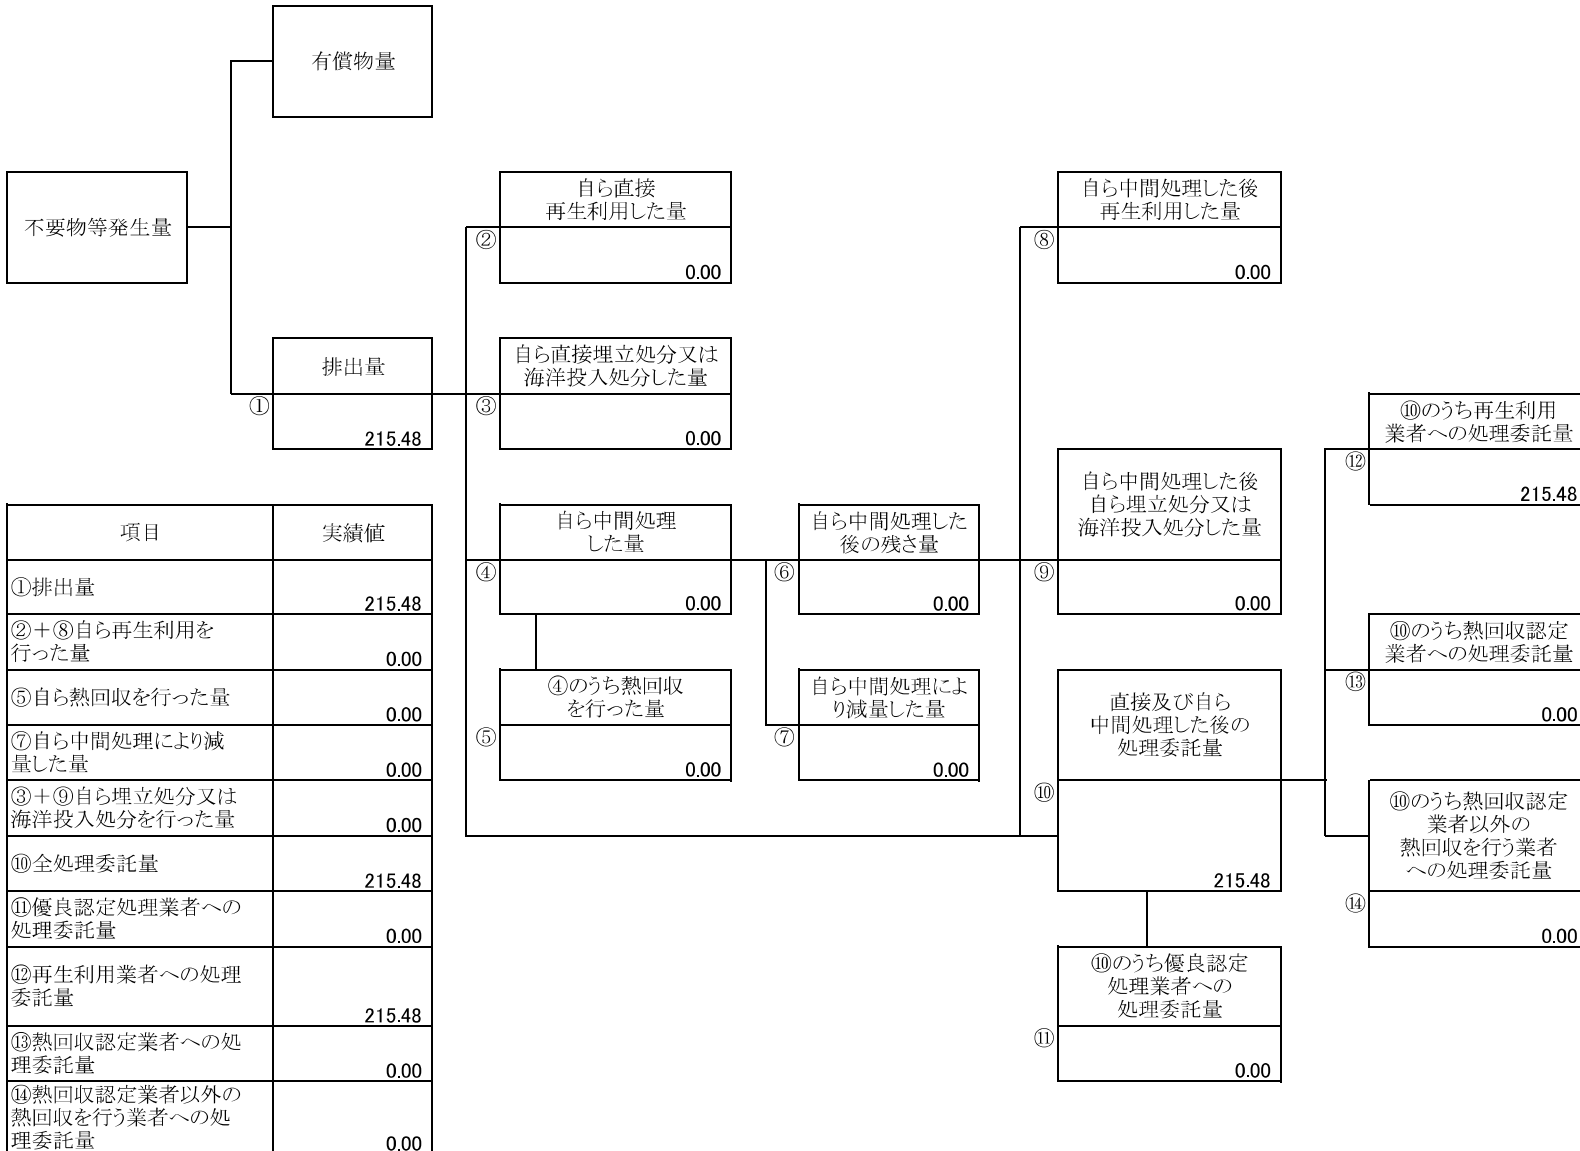 有償物量
不要物等発生量
自ら直接
再生利用した量
②
0.00
自ら中間処理した後
再生利用した量
⑧
0.00
排出量
①
215.48
自ら直接埋立処分又は
海洋投入処分した量
③
0.00
⑩のうち再生利用
業者への処理委託量
⑫
215.48
自ら中間処理
した量
④
0.00
自ら中間処理した
後の残さ量
⑥
0.00
自ら中間処理した後
自ら埋立処分又は
海洋投入処分した量
⑨
0.00
⑩のうち熱回収認定
業者への処理委託量
⑬
0.00
④のうち熱回収
を行った量
⑤
0.00
自ら中間処理によ
り減量した量
⑦
0.00
直接及び自ら
中間処理した後の
処理委託量
⑩
215.48
⑩のうち熱回収認定
業者以外の
熱回収を行う業者
への処理委託量
⑭
0.00
⑩のうち優良認定
処理業者への
処理委託量
⑪
0.00
項目 実績値
①排出量
215.48
②+⑧自ら再生利用を
行った量
0.00
⑤自ら熱回収を行った量
0.00
⑦自ら中間処理により減
量した量
0.00
③+⑨自ら埋立処分又は
海洋投入処分を行った量
0.00
⑩全処理委託量
215.48
⑪優良認定処理業者への
処理委託量
0.00
⑫再生利用業者への処理
委託量
215.48
⑬熱回収認定業者への処
理委託量
0.00
⑭熱回収認定業者以外の
熱回収を行う業者への処
理委託量
0.00